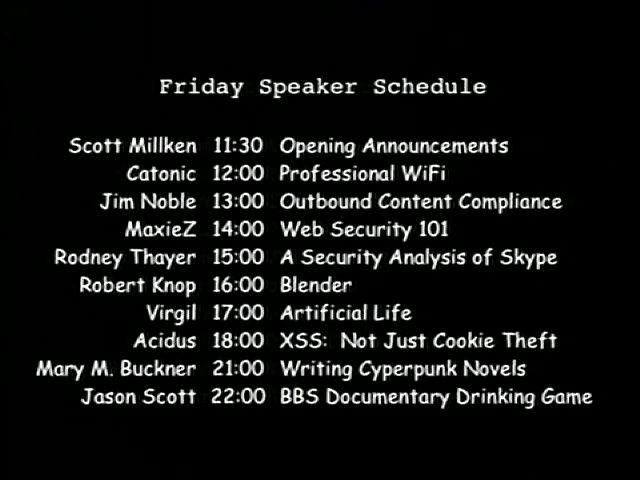 Friday Speaker Schedule
Scott Millken 11:30 Opening Announcements
Catonic 12:00 Professional WiFi
Jim Noble 13:00 Outbound Content Compliance
MaxieZ 14:00 Web Security 101
Rodney Thayer 15:00 A Security Analysis of Skype
Robert Knop 16:00 Blender
Virgil 17:00 Artificial Life
Acidus 18:00 XSS: Not Just Cookie Theft
Mary M. Buckner 21:00 Writing Cyperpunk Novels
Jason Scott 22:00 BBS Documentary Drinking Game